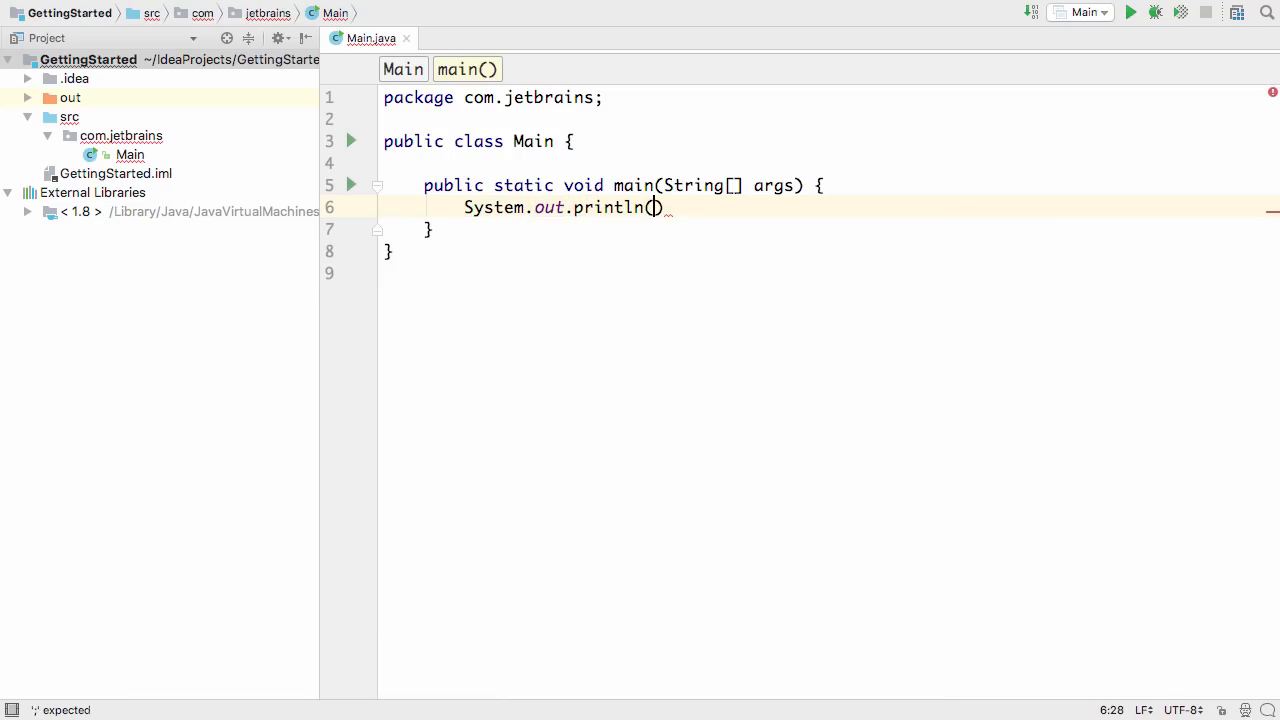 GettingStarted src com jetbrains Main
Main
Project
Main.java
GettingStarted ~/IdeaProjects/GettingStarte
.idea
out
src
com.jetbrains
Main
GettingStarted.iml
External Libraries
< 1.8 > /Library/Java/JavaVirtualMachines
Main main()
1 package com.jetbrains;
2
3 public class Main {
4
5 public static void main(String[] args) {
6 System.out.println()
7 }
8 }
9
';' expected
6:28 LF UTF-8